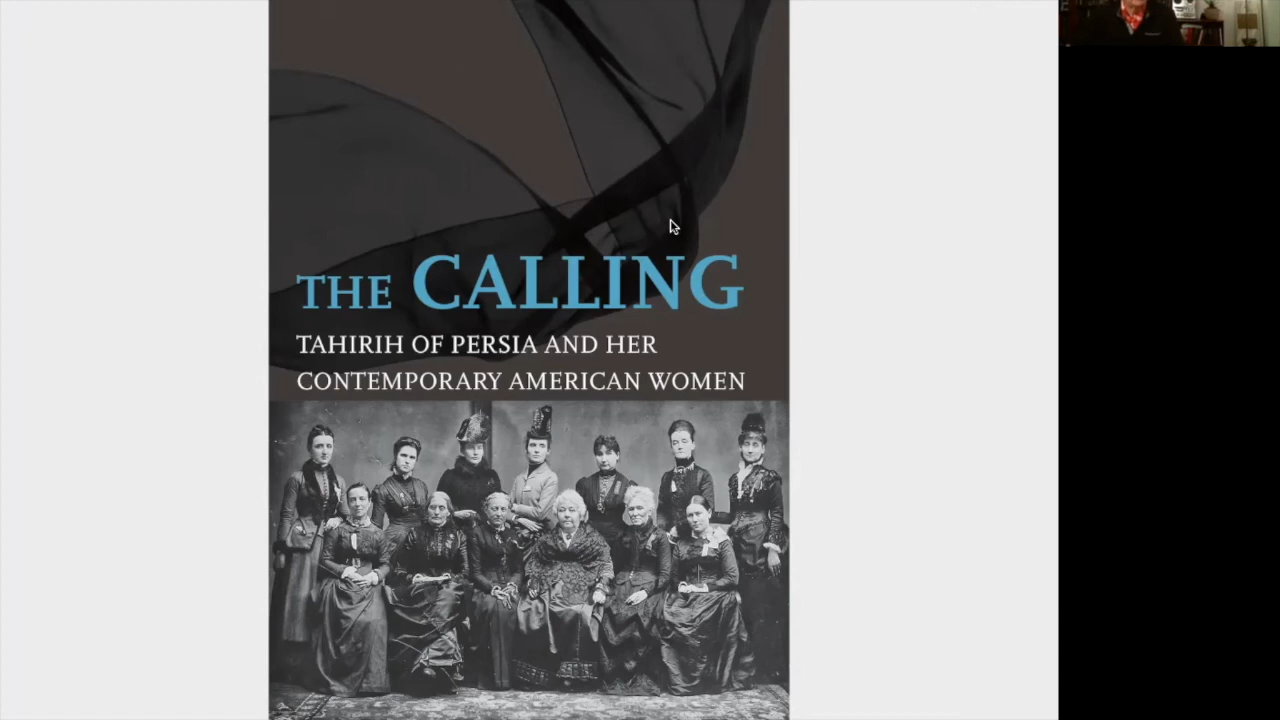 THE CALLING
TAHIRIH OF PERSIA AND HER
CONTEMPORARY AMERICAN WOMEN